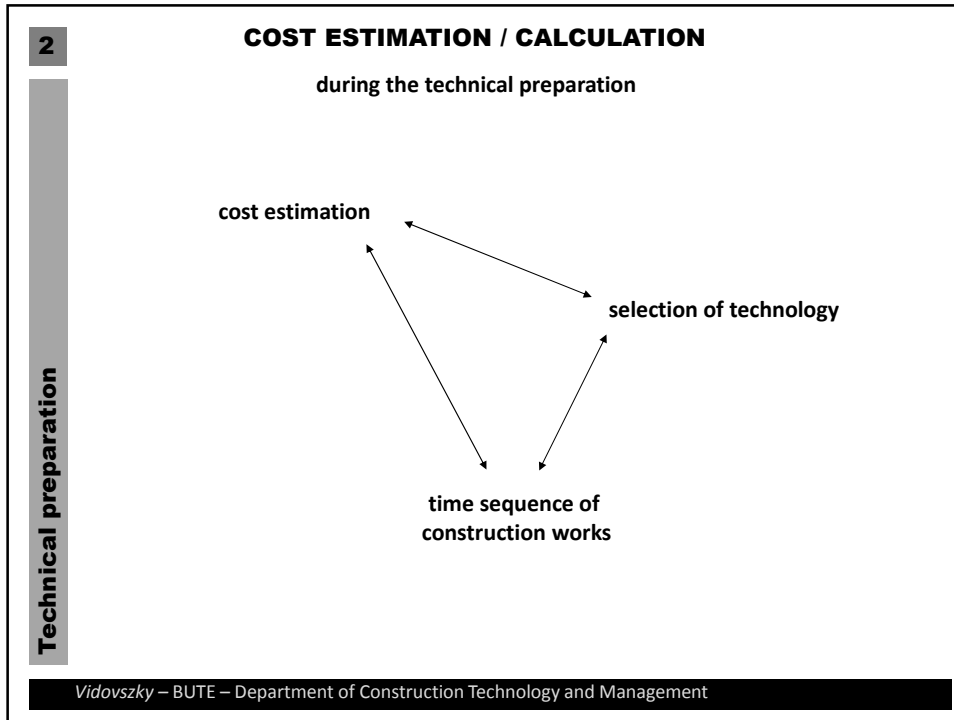 2
COST ESTIMATION / CALCULATION
during the technical preparation
cost estimation
selection of technology
time sequence of
construction works
Technical preparation
Vidovszky – BUTE – Department of Construction Technology and Management